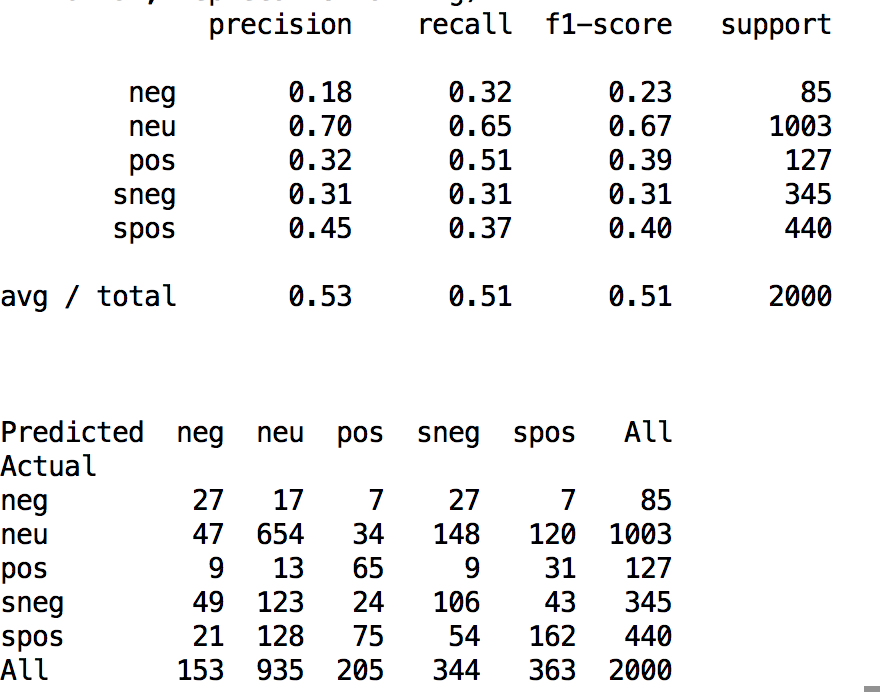 precision recall f1-score support
neg 0.18 0.32 0.23 85
neu 0.70 0.65 0.67 1003
pos 0.32 0.51 0.39 127
sneg 0.31 0.31 0.31 345
spos 0.45 0.37 0.40 440
avg / total 0.53 0.51 0.51 2000
Predicted neg neu pos sneg spos All
Actual
neg 27 17 7 27 7 85
neu 47 654 34 148 120 1003
pos 9 13 65 9 31 127
sneg 49 123 24 106 43 345
spos 21 128 75 54 162 440
All 153 935 205 344 363 2000